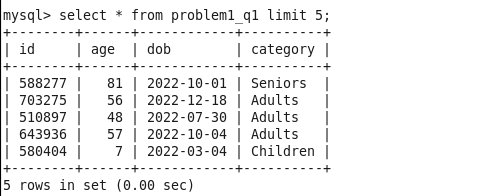 mysql> select * from problem1_q1 limit 5;
+--------+------+------------+----------+
| id     | age  | dob        | category |
+--------+------+------------+----------+
| 588277 |   81 | 2022-10-01 | Seniors  |
| 703275 |   56 | 2022-12-18 | Adults   |
| 510897 |   48 | 2022-07-30 | Adults   |
| 643936 |   57 | 2022-10-04 | Adults   |
| 580404 |    7 | 2022-03-04 | Children |
+--------+------+------------+----------+
5 rows in set (0.00 sec)